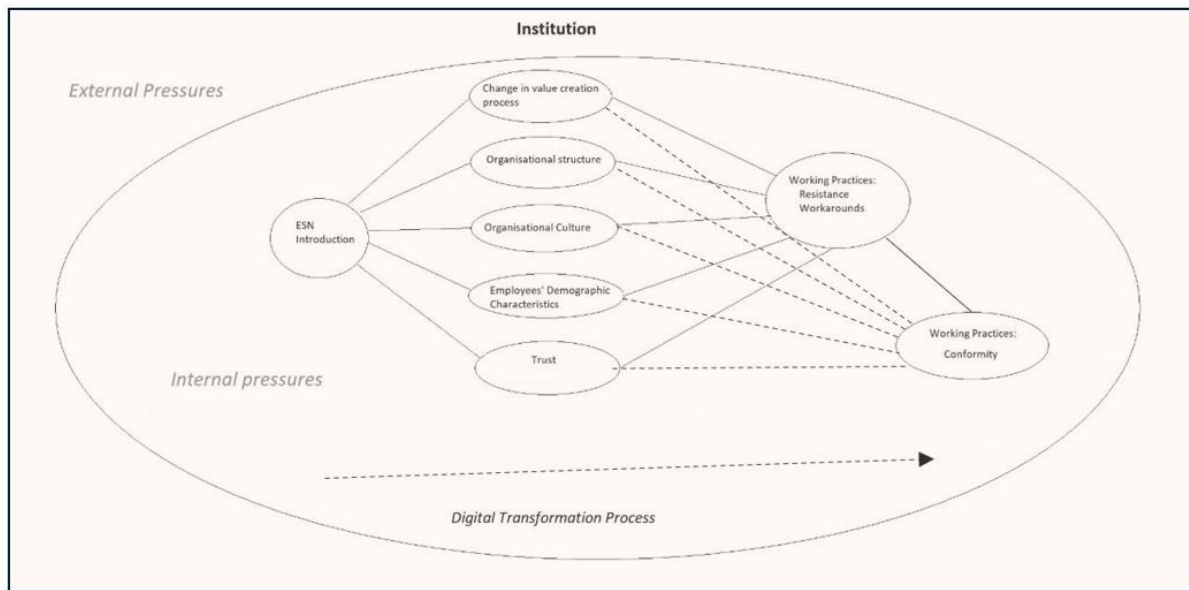 Institution
External Pressures
Change in value creation
process
Organisational structure
Working Practices:
Resistance
Workarounds
ESN
Introduction
Organisational Culture
Employees' Demographic
Characteristics
Working Practices:
Conformity
Trust
Internal pressures
Digital Transformation Process